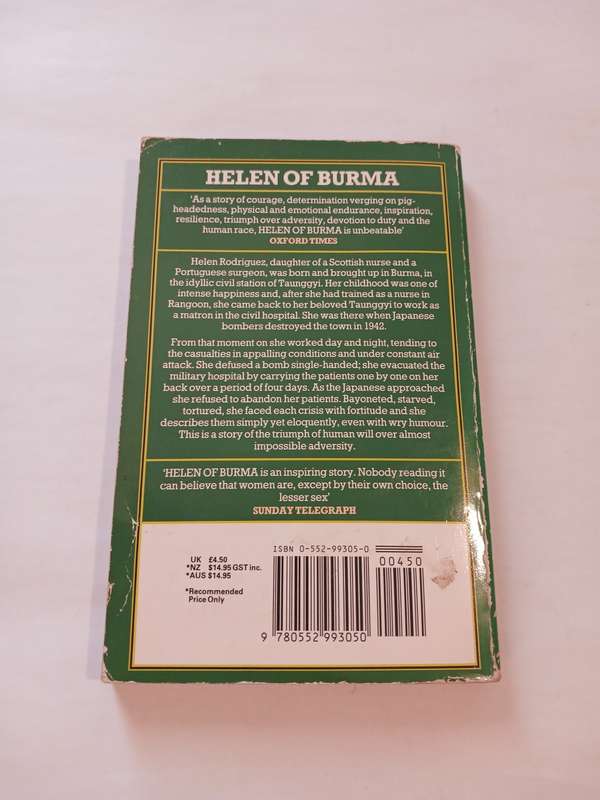 HELEN OF BURMA
'As a story of courage, determination verging on pig-
headedness, physical and emotional endurance, inspiration,
resilience, triumph over adversity, devotion to duty and the
human race, HELEN OF BURMA is unbeatable'
OXFORD TIMES
Helen Rodriguez, daughter of a Scottish nurse and a
Portuguese surgeon, was born and brought up in Burma, in
the idyllic civil station of Taunggyi. Her childhood was one of
intense happiness and, after she had trained as a nurse in
Rangoon, she came back to her beloved Taunggyi to work as
a matron in the civil hospital. She was there when Japanese
bombers destroyed the town in 1942.
From that moment on she worked day and night, tending to
the casualties in appalling conditions and under constant air
attack. She defused a bomb single-handed; she evacuated the
military hospital by carrying the patients one by one on her
back over a period of four days. As the Japanese approached
she refused to abandon her patients. Bayoneted, starved,
tortured, she faced each crisis with fortitude and she
describes them simply yet eloquently, even with wry humour.
This is a story of the triumph of human will over almost
impossible adversity.
'HELEN OF BURMA is an inspiring story. Nobody reading it
can believe that women are, except by their own choice, the
lesser sex'
SUNDAY TELEGRAPH
UK £4.50
*NZ $14.95 GST inc.
*AUS $14.95
*Recommended
Price Only
ISBN 0-552-99305-0
00450
9 780552 993050